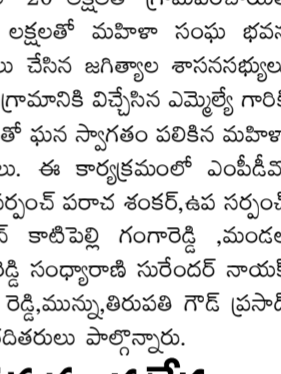 లక్షలతో మహిళా సంఘ భవన
లు చేసిన జగిత్యాల శాసనసభ్యుల
గ్రామానికి విచ్చేసిన ఎమ్మెల్యే గారిక
తో ఘన స్వాగతం పలికిన మహిళా
లు. ఈ కార్యక్రమంలో ఎంపీడీవ
ర్పంచ్ పరాచ శంకర్,ఉప సర్పంచ
కాటిపెల్లి గంగారెడ్డి ,మండల
రెడ్డి సంధ్యారాణి సురేందర్ నాయక్
రెడ్డి,మున్ను,తిరుపతి గౌడ్ ప్రసాద్
దితరులు పాల్గొన్నారు.